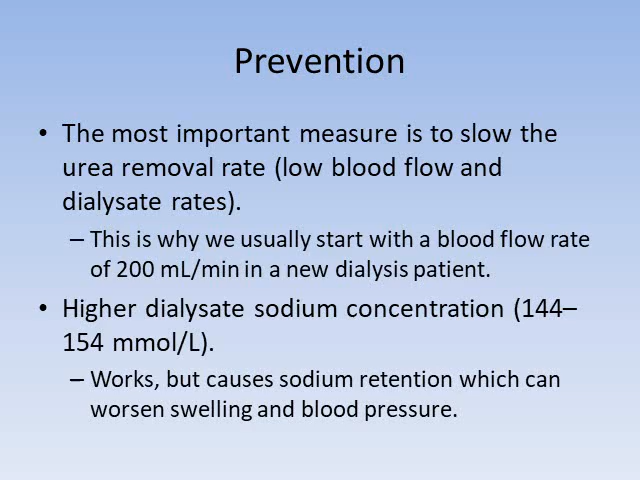 Prevention
• The most important measure is to slow the
urea removal rate (low blood flow and
dialysate rates).
– This is why we usually start with a blood flow rate
of 200 mL/min in a new dialysis patient.
• Higher dialysate sodium concentration (144–
154 mmol/L).
– Works, but causes sodium retention which can
worsen swelling and blood pressure.